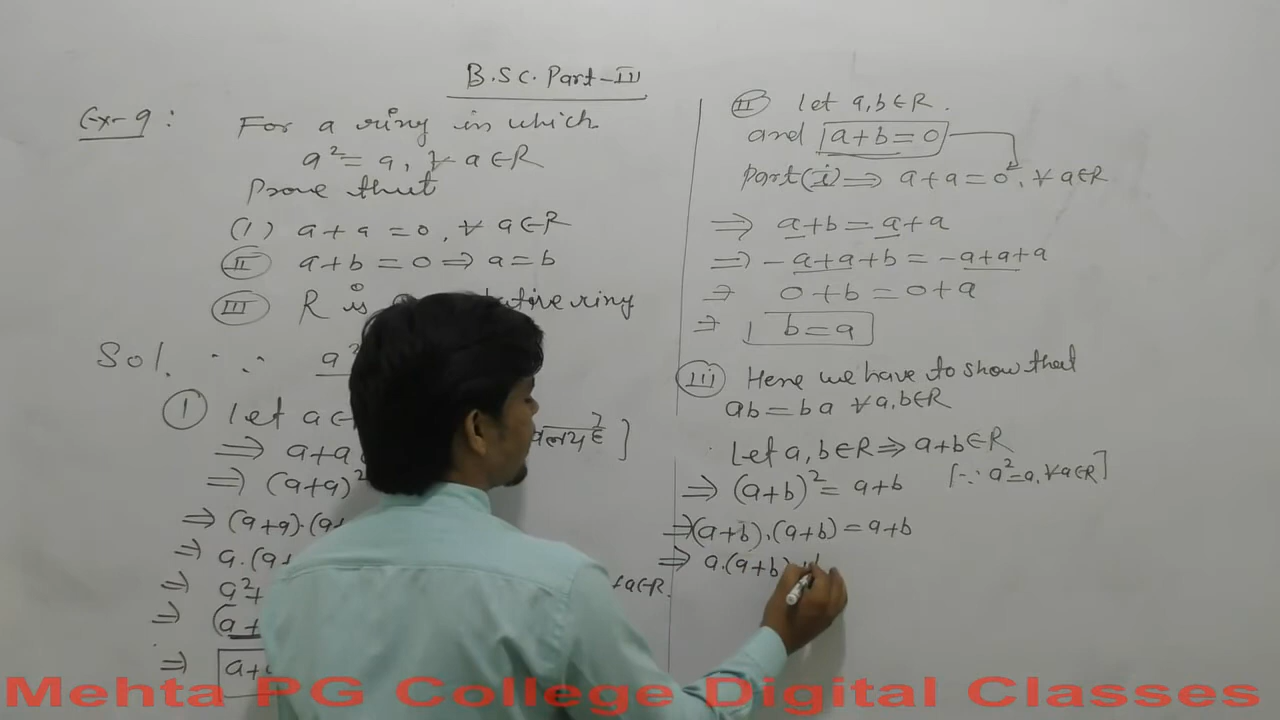 B.Sc. Part-III
Ex-9:
For a ring in which
a² = a, ∀ a∈R
Prove that
(1) a+a = 0, ∀ a∈R
(II) a+b = 0 ⇒ a = b
(III) R is ring
Sol. ∵ a²
(1) Let a∈
⇒ a+a ]
⇒ (a+a)²
⇒ (a+a).(a+
⇒ a.(a+
⇒ a²+ a∈R.
⇒ (a+
⇒ a+
(II) Let a,b∈R.
and a+b = 0
Part(i) ⇒ a+a = 0, ∀ a∈R
⇒ a+b = a+a
⇒ -a+a+b = -a+a+a
⇒ 0+b = 0+a
⇒ b = a
(III) Here we have to show that
ab = ba ∀ a,b∈R
Let a,b∈R ⇒ a+b∈R
⇒ (a+b)² = a+b [∵ a²=a, ∀a∈R]
⇒ (a+b).(a+b) = a+b
⇒ a.(a+b)+b
Mehta PG College Digital Classes